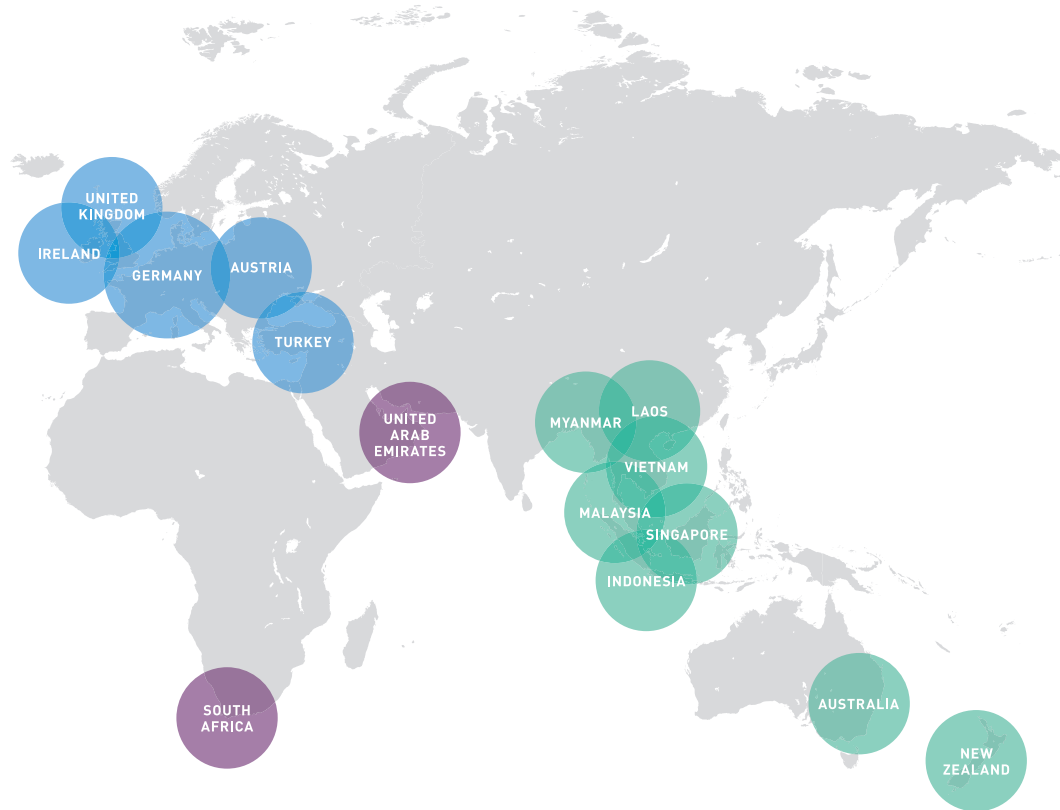 UNITED
KINGDOM
IRELAND
GERMANY
AUSTRIA
TURKEY
UNITED
ARAB
EMIRATES
LAOS
MYANMAR
VIETNAM
MALAYSIA
SINGAPORE
INDONESIA
SOUTH
AFRICA
AUSTRALIA
NEW
ZEALAND